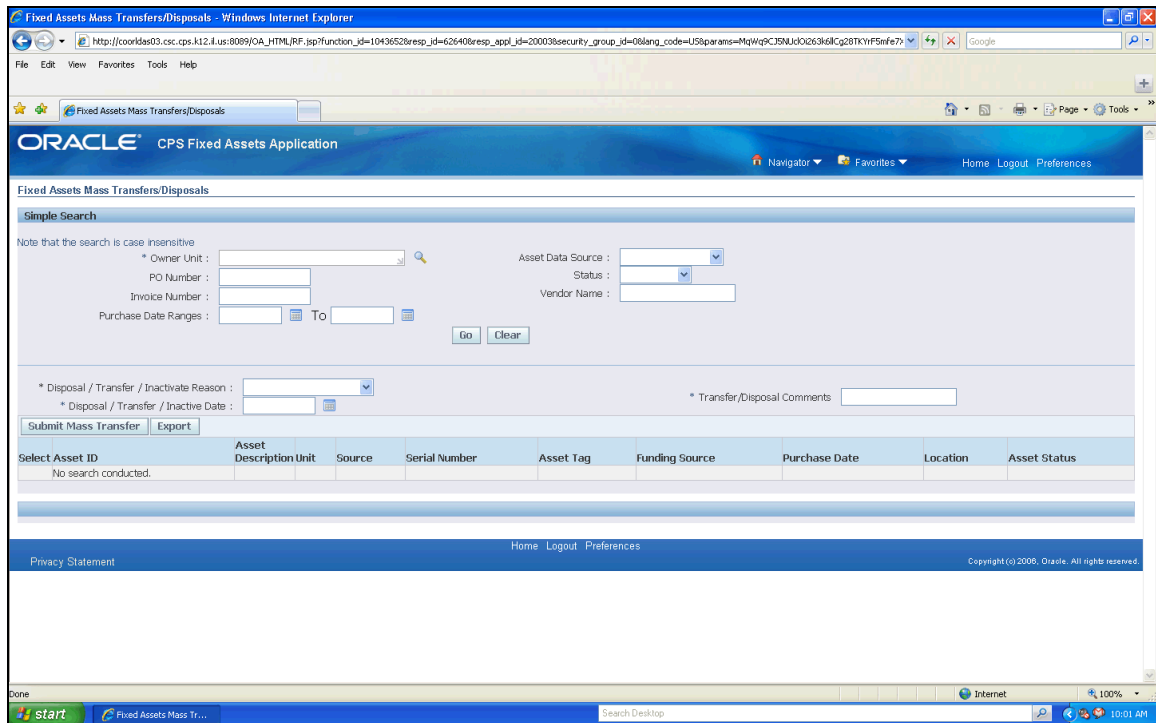 Fixed Assets Mass Transfers/Disposals - Windows Internet Explorer
Google
File Edit View Favorites Tools Help
Fixed Assets Mass Transfers/Disposals
Page Tools
ORACLE CPS Fixed Assets Application
Navigator Favorites Home Logout Preferences
Fixed Assets Mass Transfers/Disposals
Simple Search
Note that the search is case insensitive
* Owner Unit : Asset Data Source :
PO Number : Status :
Invoice Number : Vendor Name :
Purchase Date Ranges : To
Go Clear
* Disposal / Transfer / Inactivate Reason :
* Transfer/Disposal Comments
* Disposal / Transfer / Inactive Date :
Submit Mass Transfer Export
Select Asset ID Asset Description Unit Source Serial Number Asset Tag Funding Source Purchase Date Location Asset Status
No search conducted.
Home Logout Preferences
Privacy Statement Copyright (c) 2006, Oracle. All rights reserved.
Done Internet 100%
start Fixed Assets Mass Tr... Search Desktop 10:01 AM